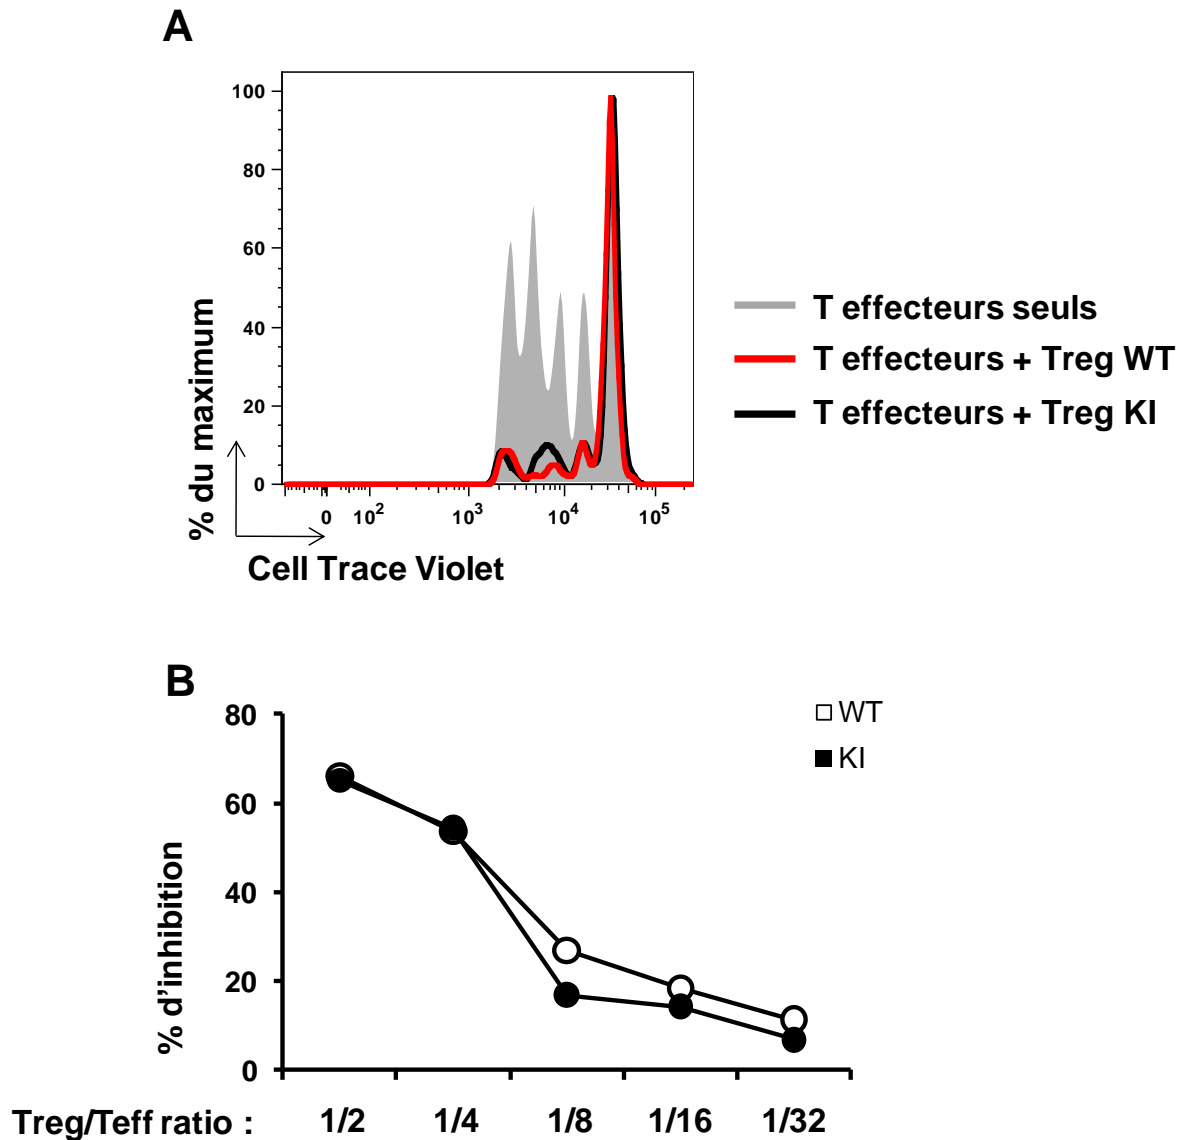 A
100
80
60
40
20
0
% du maximum
0 10² 10³ 10⁴ 10⁵
Cell Trace Violet
T effecteurs seuls
T effecteurs + Treg WT
T effecteurs + Treg KI
B
WT
KI
80
60
40
20
0
% d'inhibition
Treg/Teff ratio : 1/2 1/4 1/8 1/16 1/32